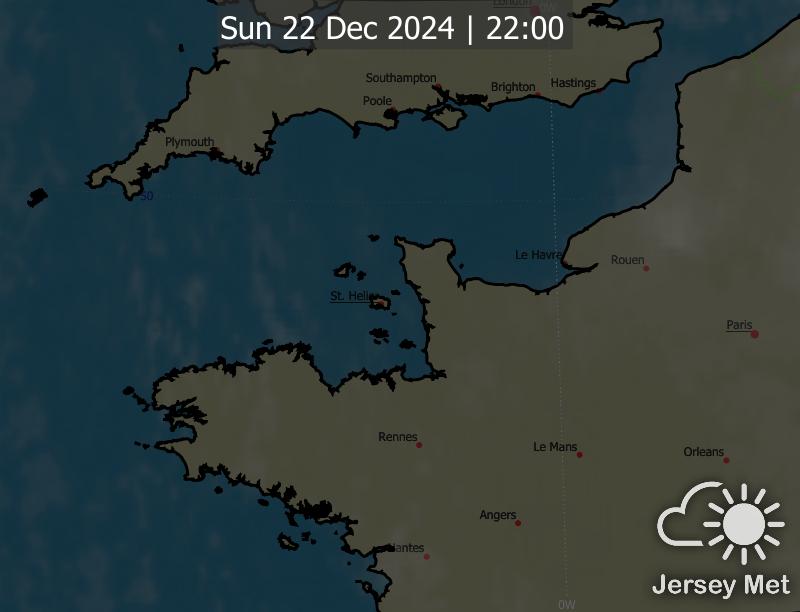 London
0W
Sun 22 Dec 2024 | 22:00
Southampton
Brighton
Hastings
Poole
Plymouth
50
Le Havre
Rouen
St. Helier
Paris
Rennes
Le Mans
Orleans
Angers
Nantes
Jersey Met
0W